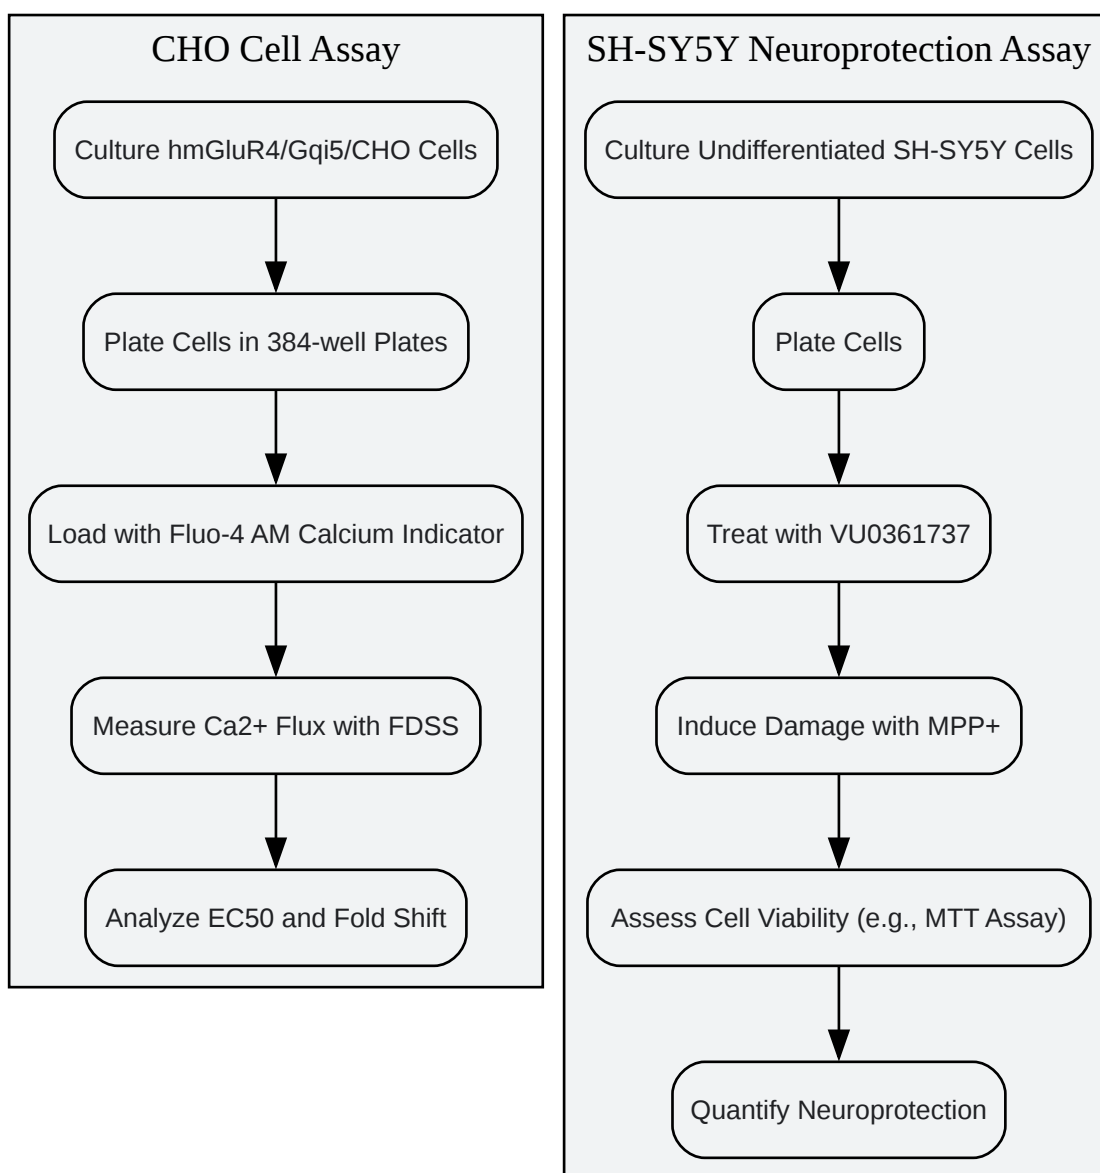 CHO Cell Assay
Culture hmGluR4/Gqi5/CHO Cells
Plate Cells in 384-well Plates
Load with Fluo-4 AM Calcium Indicator
Measure Ca2+ Flux with FDSS
Analyze EC50 and Fold Shift
SH-SY5Y Neuroprotection Assay
Culture Undifferentiated SH-SY5Y Cells
Plate Cells
Treat with VU0361737
Induce Damage with MPP+
Assess Cell Viability (e.g., MTT Assay)
Quantify Neuroprotection